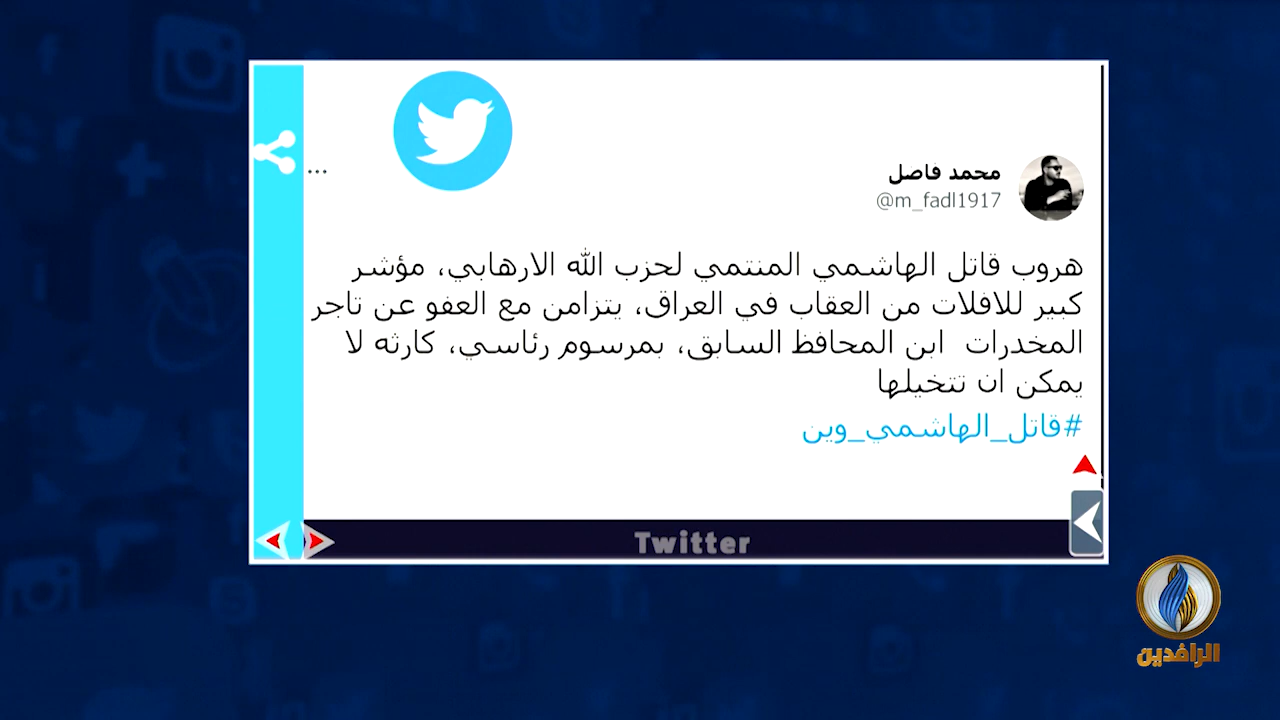 محمد فاضل
@m_fadl1917
...
هروب قاتل الهاشمي المنتمي لحزب الله الارهابي، مؤشر
كبير للافلات من العقاب في العراق، يتزامن مع العفو عن تاجر
المخدرات ابن المحافظ السابق، بمرسوم رئاسي، كارثه لا
يمكن ان تتخيلها
#قاتل_الهاشمي_وين
Twitter
الرافدين